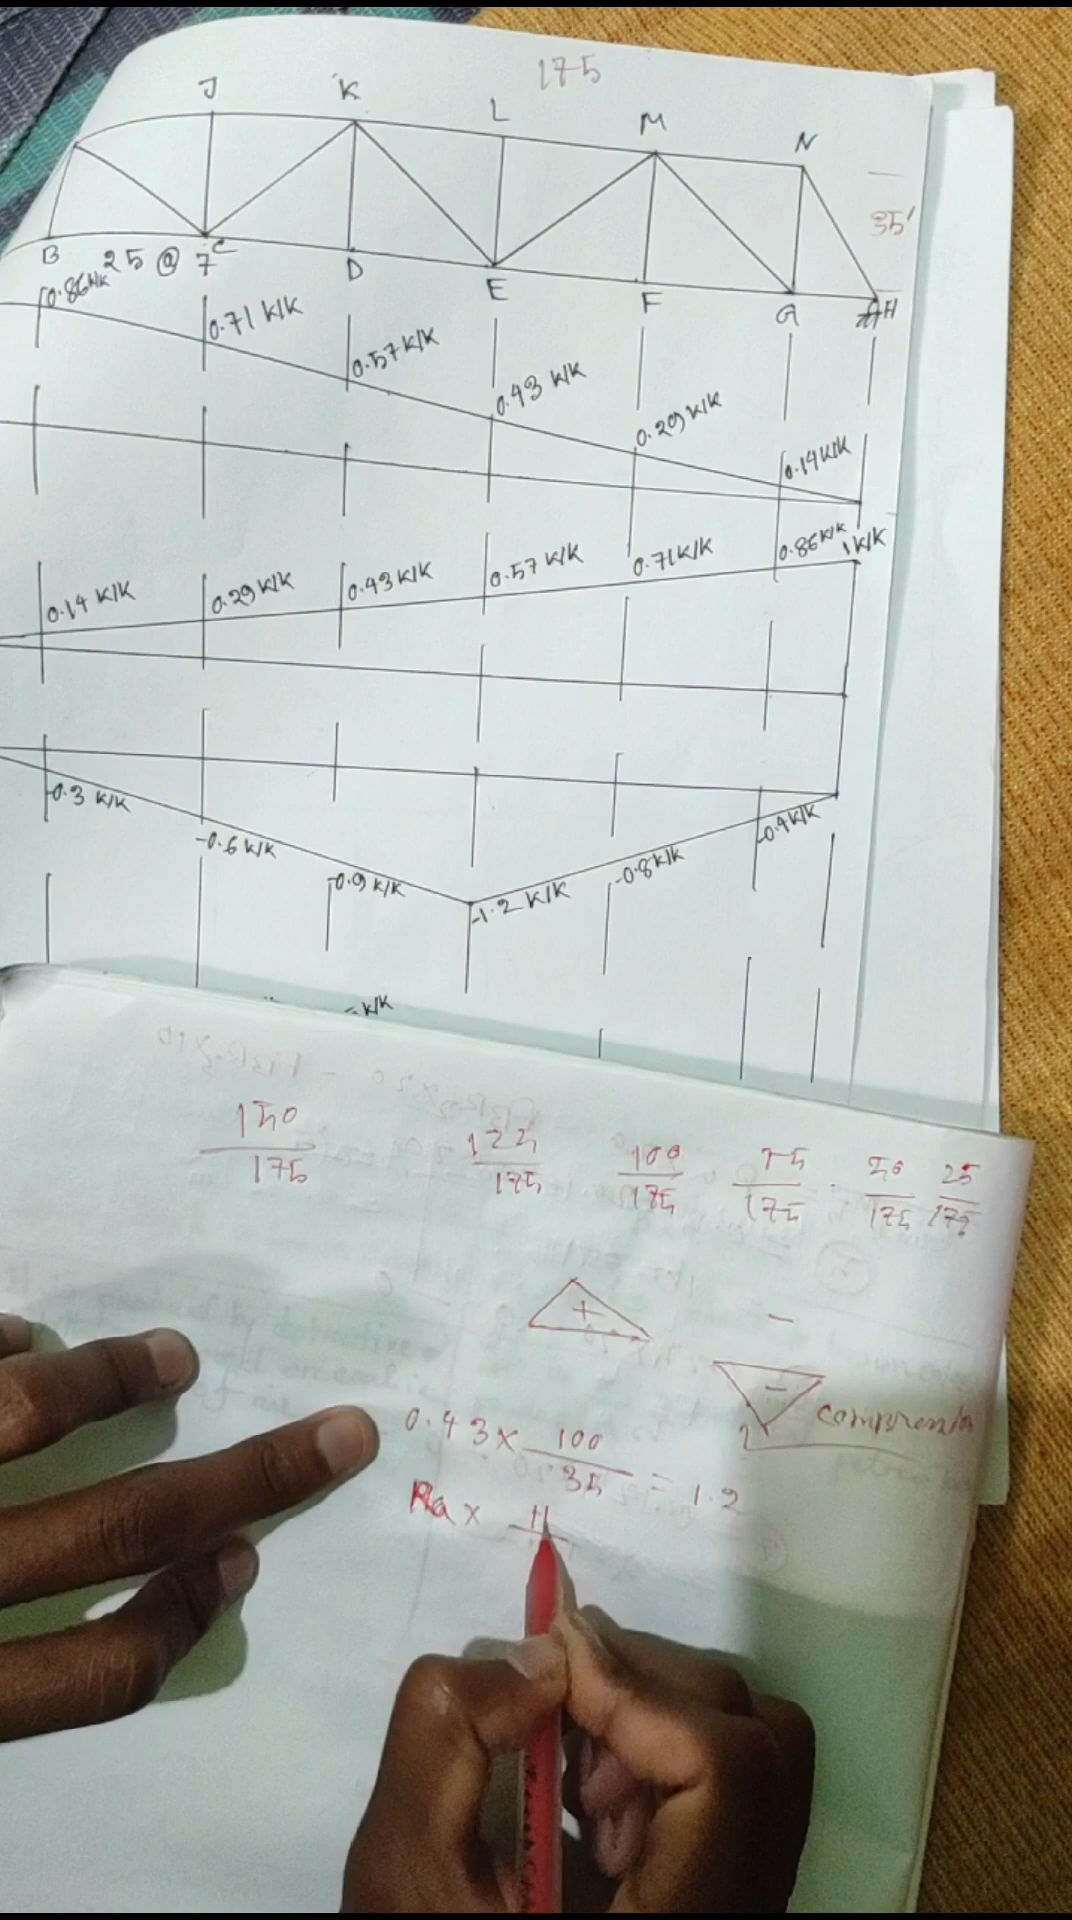 175
J K L M N
35'
B 25 @ 7 C D E F G H
0.86 K/K 0.71 K/K 0.57 K/K 0.43 K/K 0.29 K/K 0.14 K/K
0.14 K/K 0.29 K/K 0.43 K/K 0.57 K/K 0.71 K/K 0.86 K/K 1 K/K
-0.3 K/K -0.6 K/K -0.9 K/K -1.2 K/K -0.8 K/K -0.4 K/K
K/K
150/175 125/175 100/175 75/175 50/175 25/175
+ -
- compression
0.43 x 100/35 = 1.2
Ra x